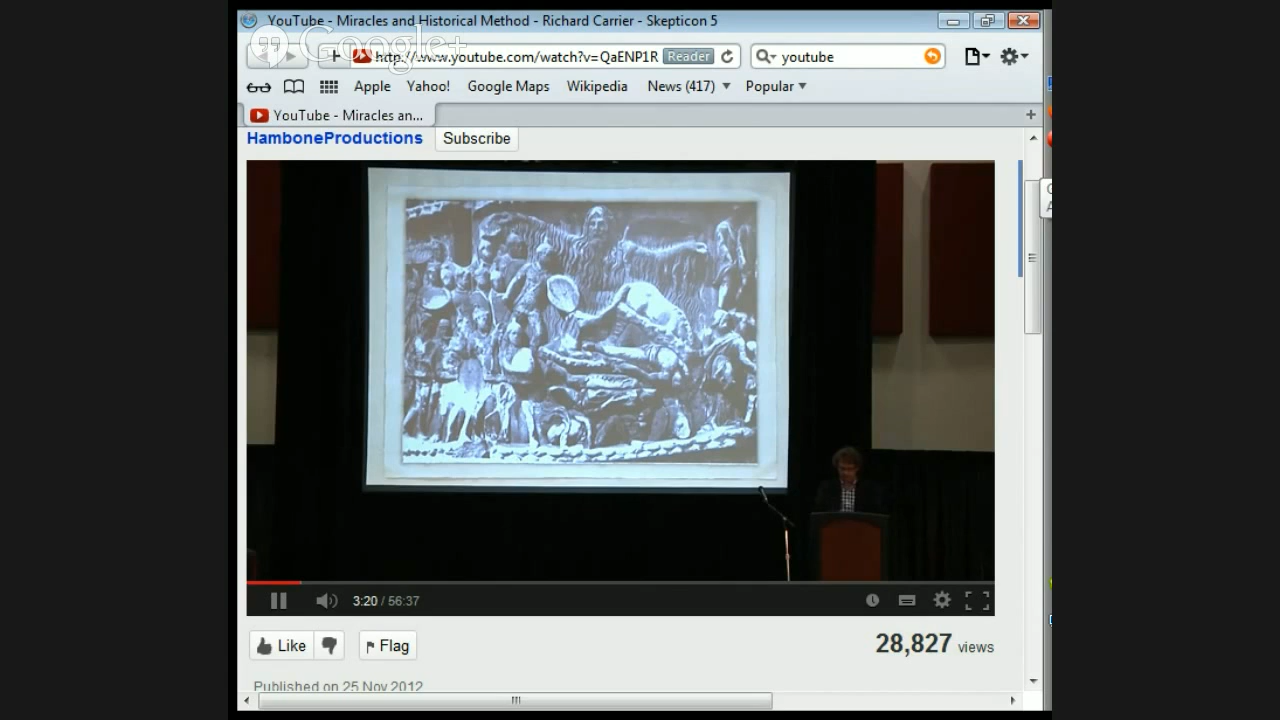 YouTube - Miracles and Historical Method - Richard Carrier - Skepticon 5
Google+
http://www.youtube.com/watch?v=QaENP1R
Reader
youtube
Apple
Yahoo!
Google Maps
Wikipedia
News (417)
Popular
YouTube - Miracles an...
HamboneProductions
Subscribe
3:20 / 56:37
Like
Flag
28,827 views
Published on 25 Nov 2012